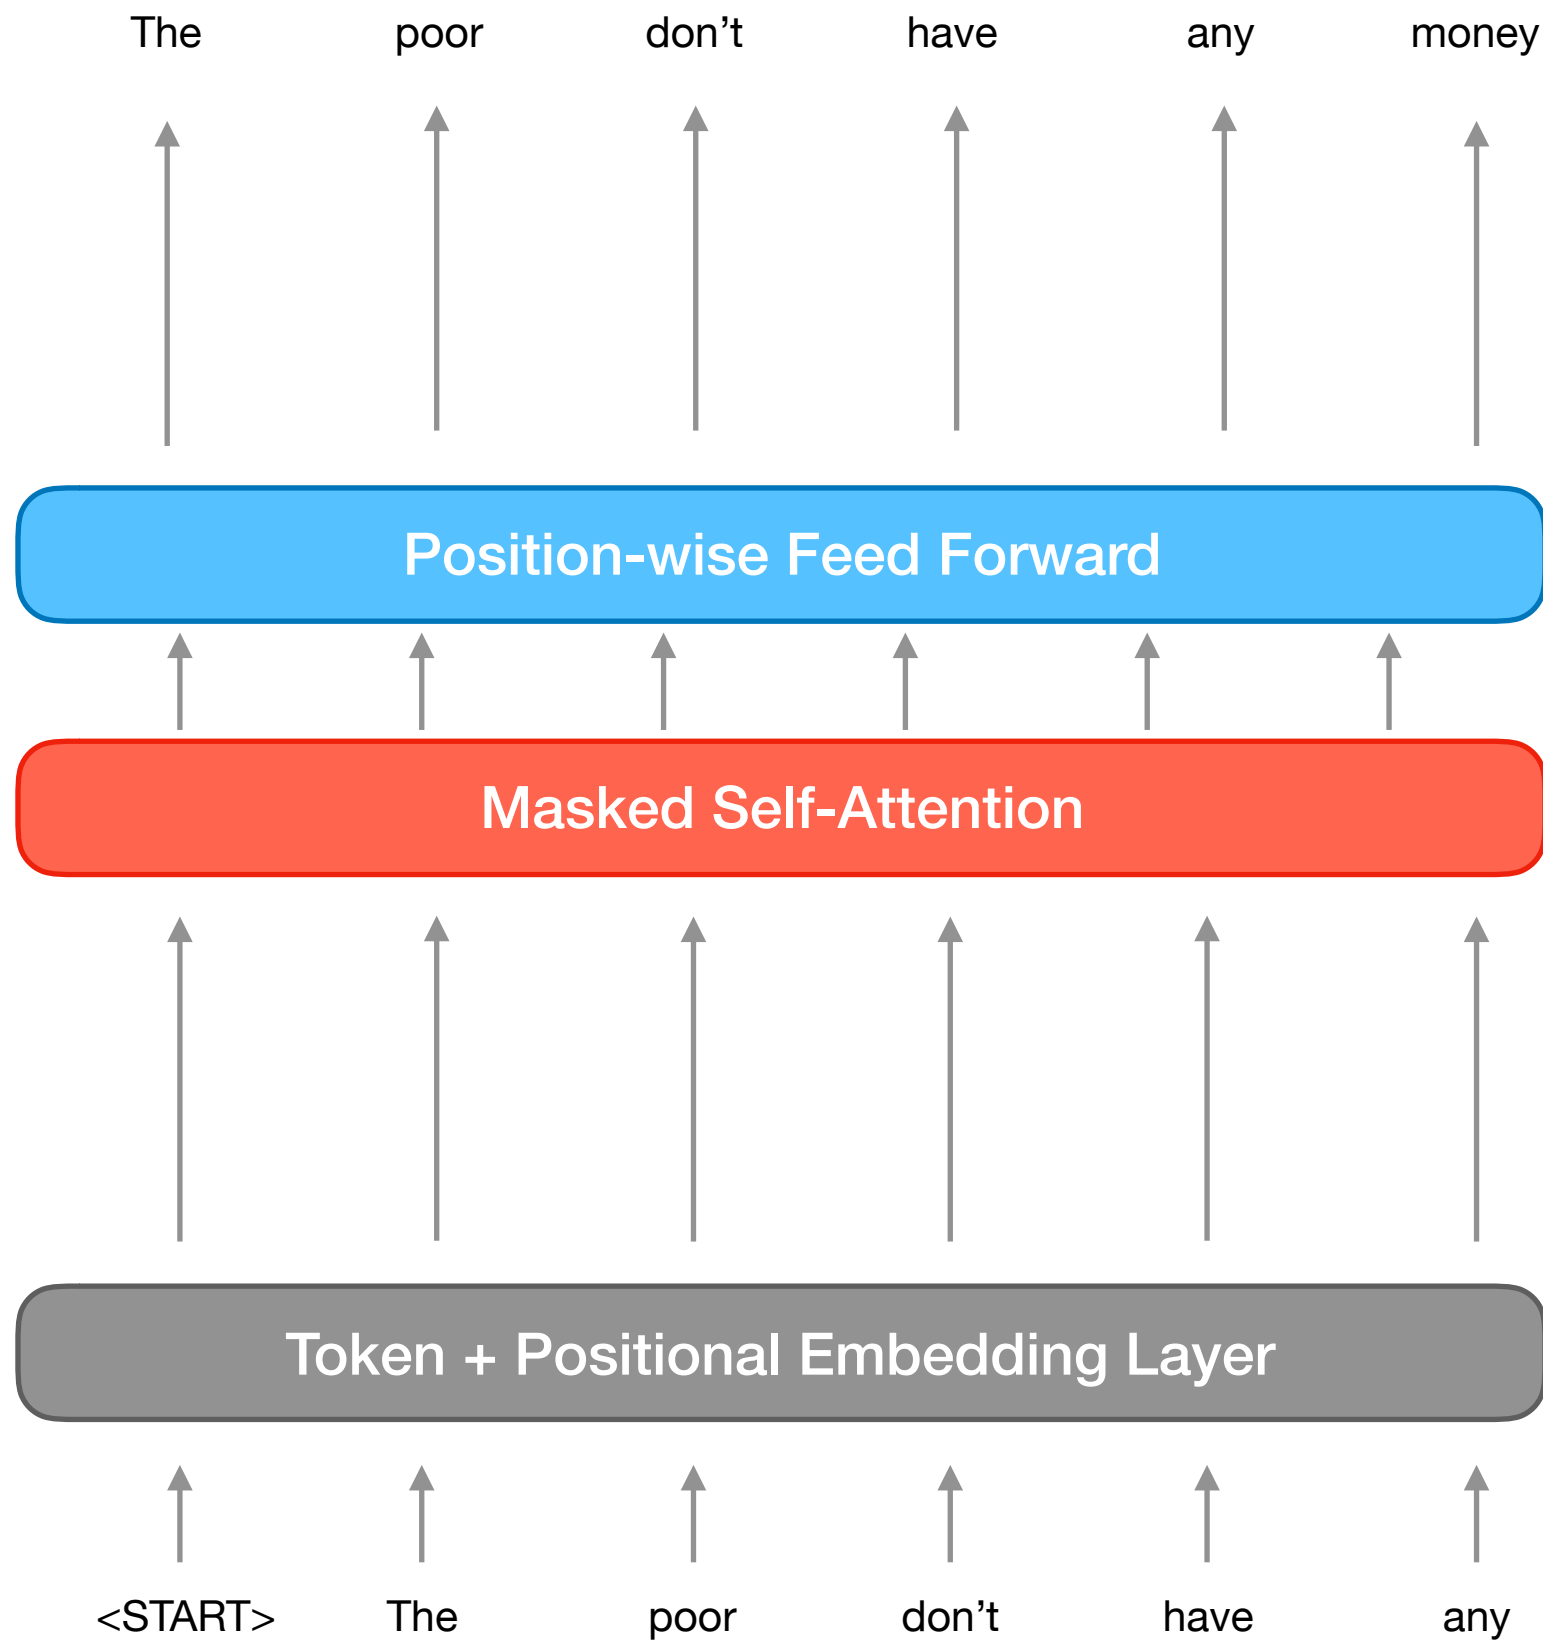 The poor don’t have any money
Position-wise Feed Forward
Masked Self-Attention
Token + Positional Embedding Layer
<START> The poor don’t have any